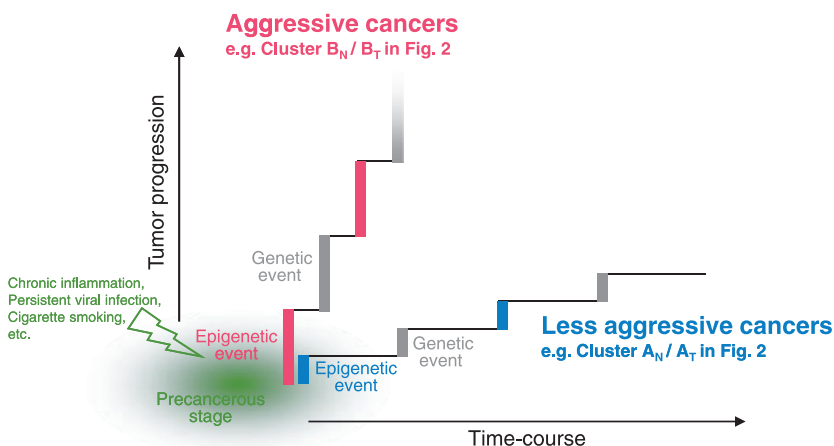 Aggressive cancers
e.g. Cluster B_N / B_T in Fig. 2
Tumor progression
Genetic
event
Chronic inflammation,
Persistent viral infection,
Cigarette smoking,
etc.
Epigenetic
event
Less aggressive cancers
e.g. Cluster A_N / A_T in Fig. 2
Genetic
event
Epigenetic
event
Precancerous
stage
Time-course